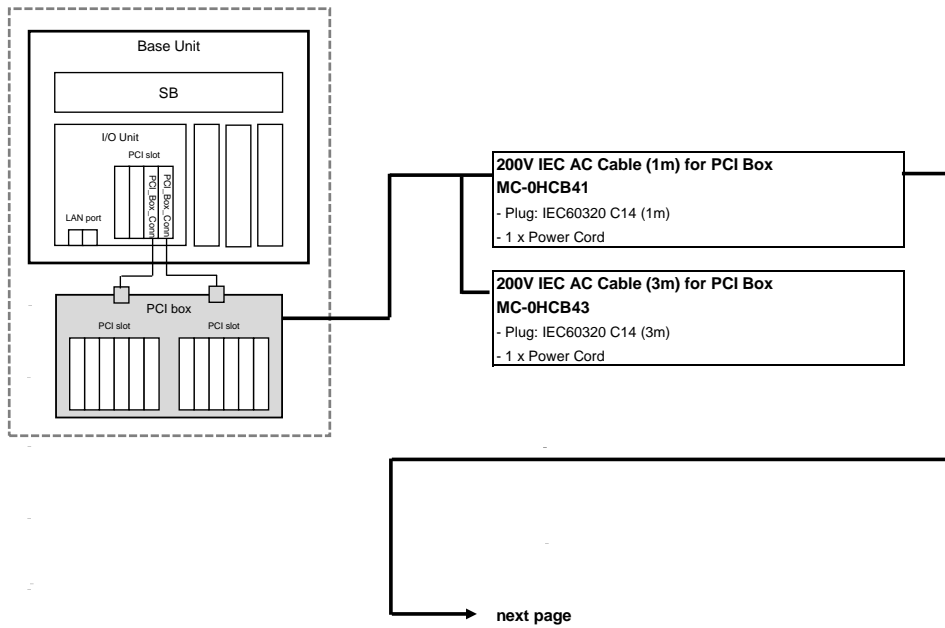 Base Unit
SB
I/O Unit
PCI slot
PCI_Box_Conn
PCI_Box_Conn
LAN port
PCI box
PCI slot
PCI slot
200V IEC AC Cable (1m) for PCI Box
MC-0HCB41
- Plug: IEC60320 C14 (1m)
- 1 x Power Cord
200V IEC AC Cable (3m) for PCI Box
MC-0HCB43
- Plug: IEC60320 C14 (3m)
- 1 x Power Cord
next page